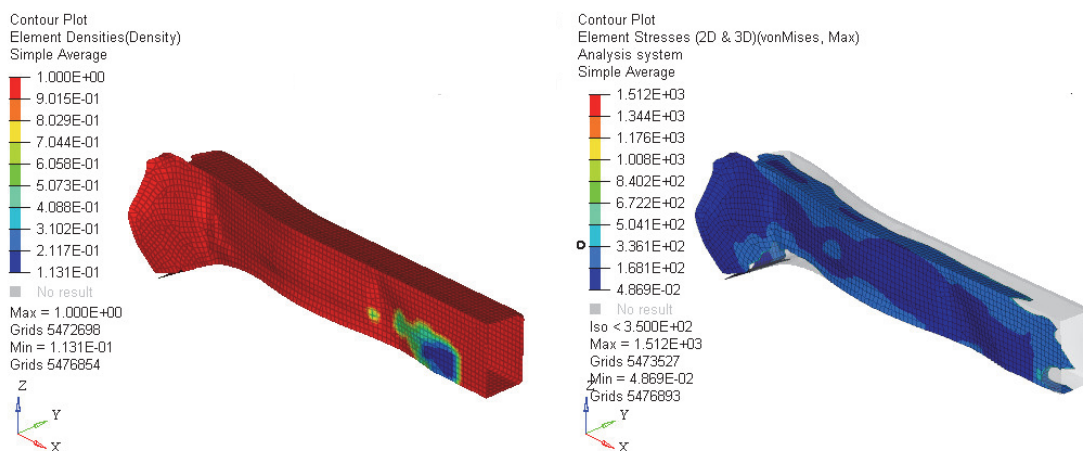 Contour Plot
Element Densities(Density)
Simple Average
1.000E+00
9.015E-01
8.029E-01
7.044E-01
6.058E-01
5.073E-01
4.088E-01
3.102E-01
2.117E-01
1.131E-01
No result
Max = 1.000E+00
Grids 5472698
Min = 1.131E-01
Grids 5476854
Z
Y
X
Contour Plot
Element Stresses (2D & 3D)(vonMises, Max)
Analysis system
Simple Average
1.512E+03
1.344E+03
1.176E+03
1.008E+03
8.402E+02
6.722E+02
5.041E+02
3.361E+02
1.681E+02
4.869E-02
No result
Iso < 3.500E+02
Max = 1.512E+03
Grids 5473527
Min = 4.869E-02
Grids 5476893
Z
Y
X